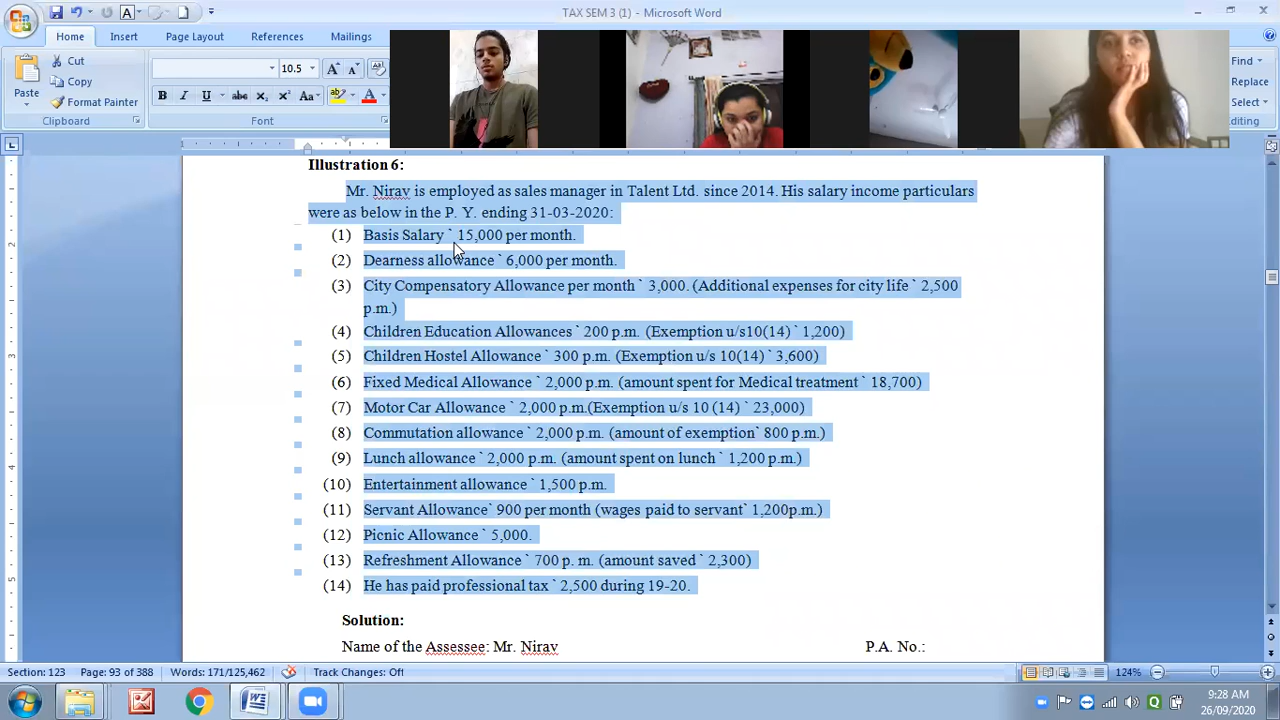 TAX SEM 3 (1) - Microsoft Word
Home Insert Page Layout References Mailings
Cut
Copy
Paste
Format Painter
10.5
Find
Replace
Select
Clipboard Font diting
Illustration 6:
Mr. Nirav is employed as sales manager in Talent Ltd. since 2014. His salary income particulars
were as below in the P. Y. ending 31-03-2020:
(1) Basis Salary ` 15,000 per month.
(2) Dearness allowance ` 6,000 per month.
(3) City Compensatory Allowance per month ` 3,000. (Additional expenses for city life ` 2,500
p.m.)
(4) Children Education Allowances ` 200 p.m. (Exemption u/s10(14) ` 1,200)
(5) Children Hostel Allowance ` 300 p.m. (Exemption u/s 10(14) ` 3,600)
(6) Fixed Medical Allowance ` 2,000 p.m. (amount spent for Medical treatment ` 18,700)
(7) Motor Car Allowance ` 2,000 p.m.(Exemption u/s 10 (14) ` 23,000)
(8) Commutation allowance ` 2,000 p.m. (amount of exemption` 800 p.m.)
(9) Lunch allowance ` 2,000 p.m. (amount spent on lunch ` 1,200 p.m.)
(10) Entertainment allowance ` 1,500 p.m.
(11) Servant Allowance` 900 per month (wages paid to servant` 1,200p.m.)
(12) Picnic Allowance ` 5,000.
(13) Refreshment Allowance ` 700 p. m. (amount saved ` 2,300)
(14) He has paid professional tax ` 2,500 during 19-20.
Solution:
Name of the Assessee: Mr. Nirav P.A. No.:
Section: 123 Page: 93 of 388 Words: 171/125,462 Track Changes: Off 124%
9:28 AM
26/09/2020